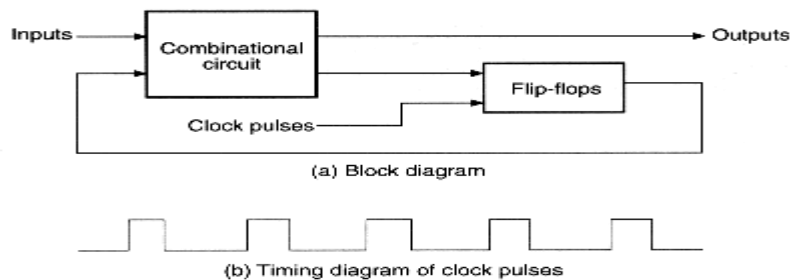 Inputs
Combinational
circuit
Outputs
Flip-flops
Clock pulses
(a) Block diagram
(b) Timing diagram of clock pulses